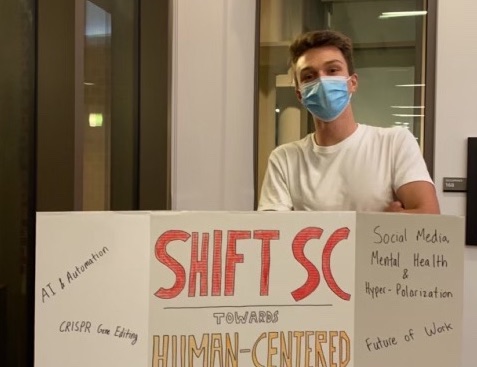 AI & Automation
CRISPR Gene Editing
SHIFT SC
TOWARDS
HUMAN-CENTERED
Social Media,
Mental Health
&
Hyper-Polarization
Future of Work
168